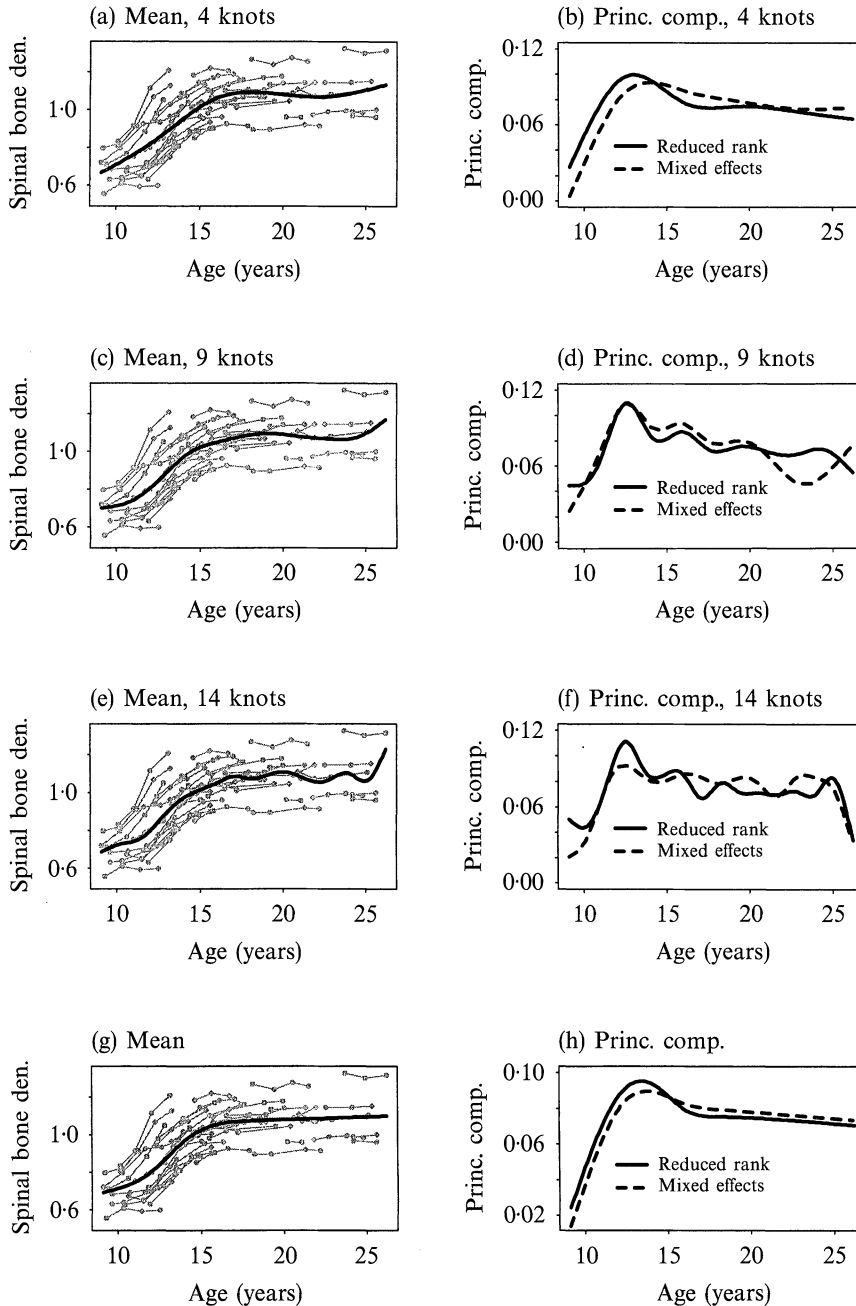 (a) Mean, 4 knots
Spinal bone den.
1·0
0·6
10 15 20 25
Age (years)
(b) Princ. comp., 4 knots
Princ. comp.
0·12
0·06
0·00
Reduced rank
Mixed effects
10 15 20 25
Age (years)
(c) Mean, 9 knots
Spinal bone den.
1·0
0·6
10 15 20 25
Age (years)
(d) Princ. comp., 9 knots
Princ. comp.
0·12
0·06
0·00
Reduced rank
Mixed effects
10 15 20 25
Age (years)
(e) Mean, 14 knots
Spinal bone den.
1·0
0·6
10 15 20 25
Age (years)
(f) Princ. comp., 14 knots
Princ. comp.
0·12
0·06
0·00
Reduced rank
Mixed effects
10 15 20 25
Age (years)
(g) Mean
Spinal bone den.
1·0
0·6
10 15 20 25
Age (years)
(h) Princ. comp.
Princ. comp.
0·10
0·06
0·02
Reduced rank
Mixed effects
10 15 20 25
Age (years)